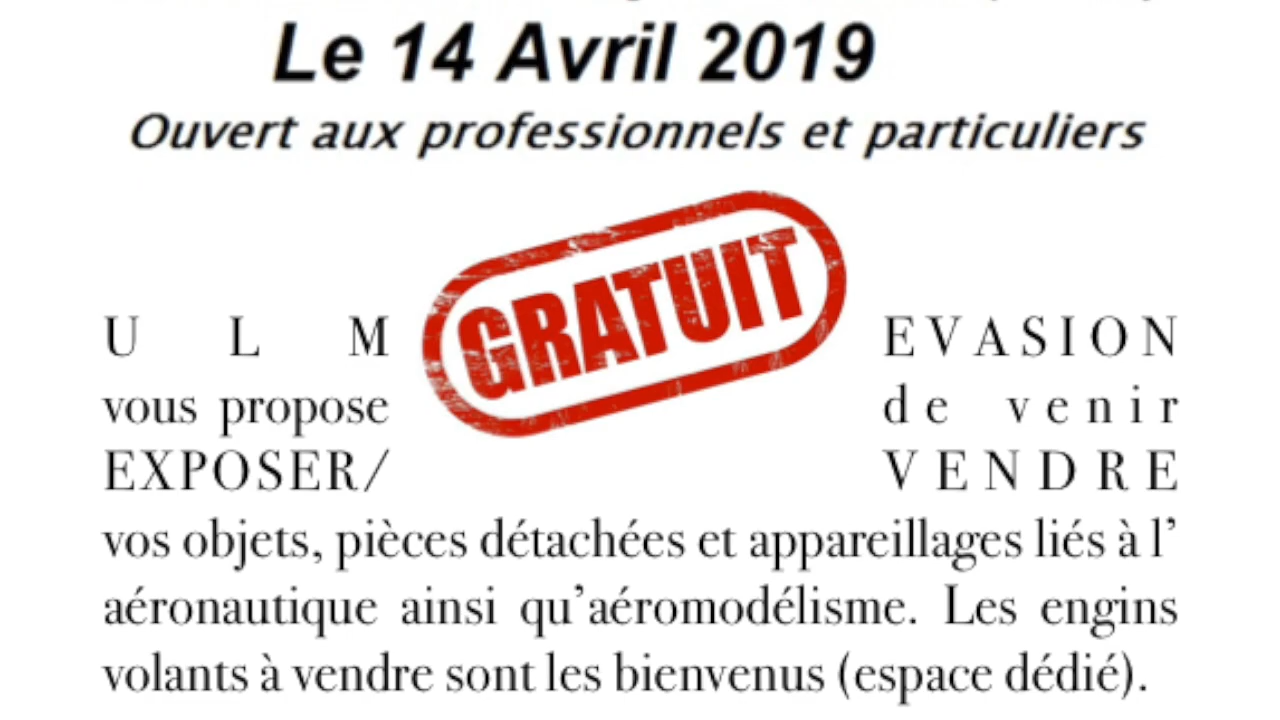 Le 14 Avril 2019
Ouvert aux professionnels et particuliers
GRATUIT
U L M EVASION
vous propose de venir
EXPOSER/ VENDRE
vos objets, pièces détachées et appareillages liés à l’
aéronautique ainsi qu’aéromodélisme. Les engins
volants à vendre sont les bienvenus (espace dédié).